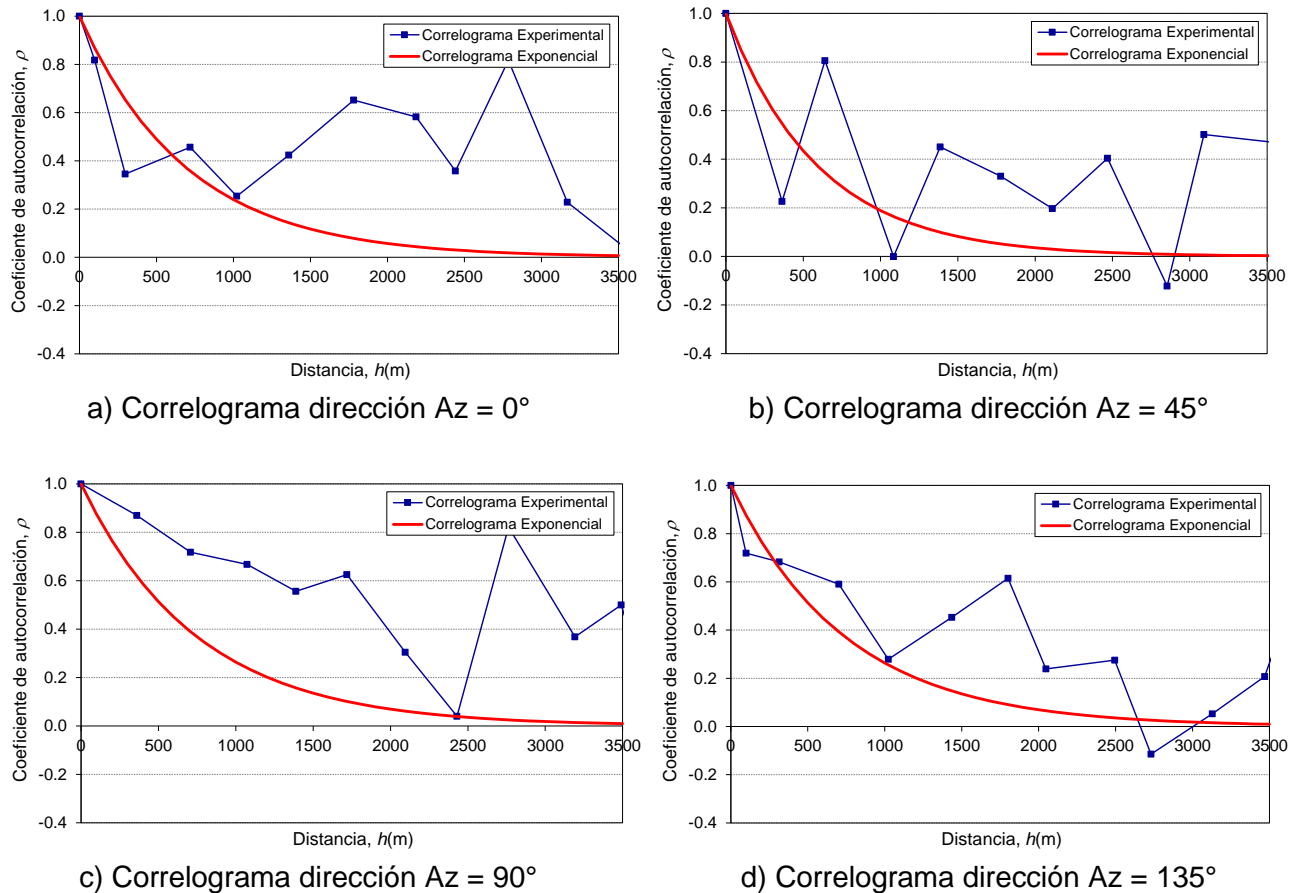 Coeficiente de autocorrelación, ρ
1.0
0.8
0.6
0.4
0.2
0.0
-0.2
-0.4
0 500 1000 1500 2000 2500 3000 3500
Correlograma Experimental
Correlograma Exponencial
Distancia, h(m)
a) Correlograma dirección Az = 0°
Coeficiente de autocorrelación, ρ
1.0
0.8
0.6
0.4
0.2
0.0
-0.2
-0.4
0 500 1000 1500 2000 2500 3000 3500
Correlograma Experimental
Correlograma Exponencial
Distancia, h(m)
b) Correlograma dirección Az = 45°
Coeficiente de autocorrelación, ρ
1.0
0.8
0.6
0.4
0.2
0.0
-0.2
-0.4
0 500 1000 1500 2000 2500 3000 3500
Correlograma Experimental
Correlograma Exponencial
Distancia, h(m)
c) Correlograma dirección Az = 90°
Coeficiente de autocorrelación, ρ
1.0
0.8
0.6
0.4
0.2
0.0
-0.2
-0.4
0 500 1000 1500 2000 2500 3000 3500
Correlograma Experimental
Correlograma Exponencial
Distancia, h(m)
d) Correlograma dirección Az = 135°